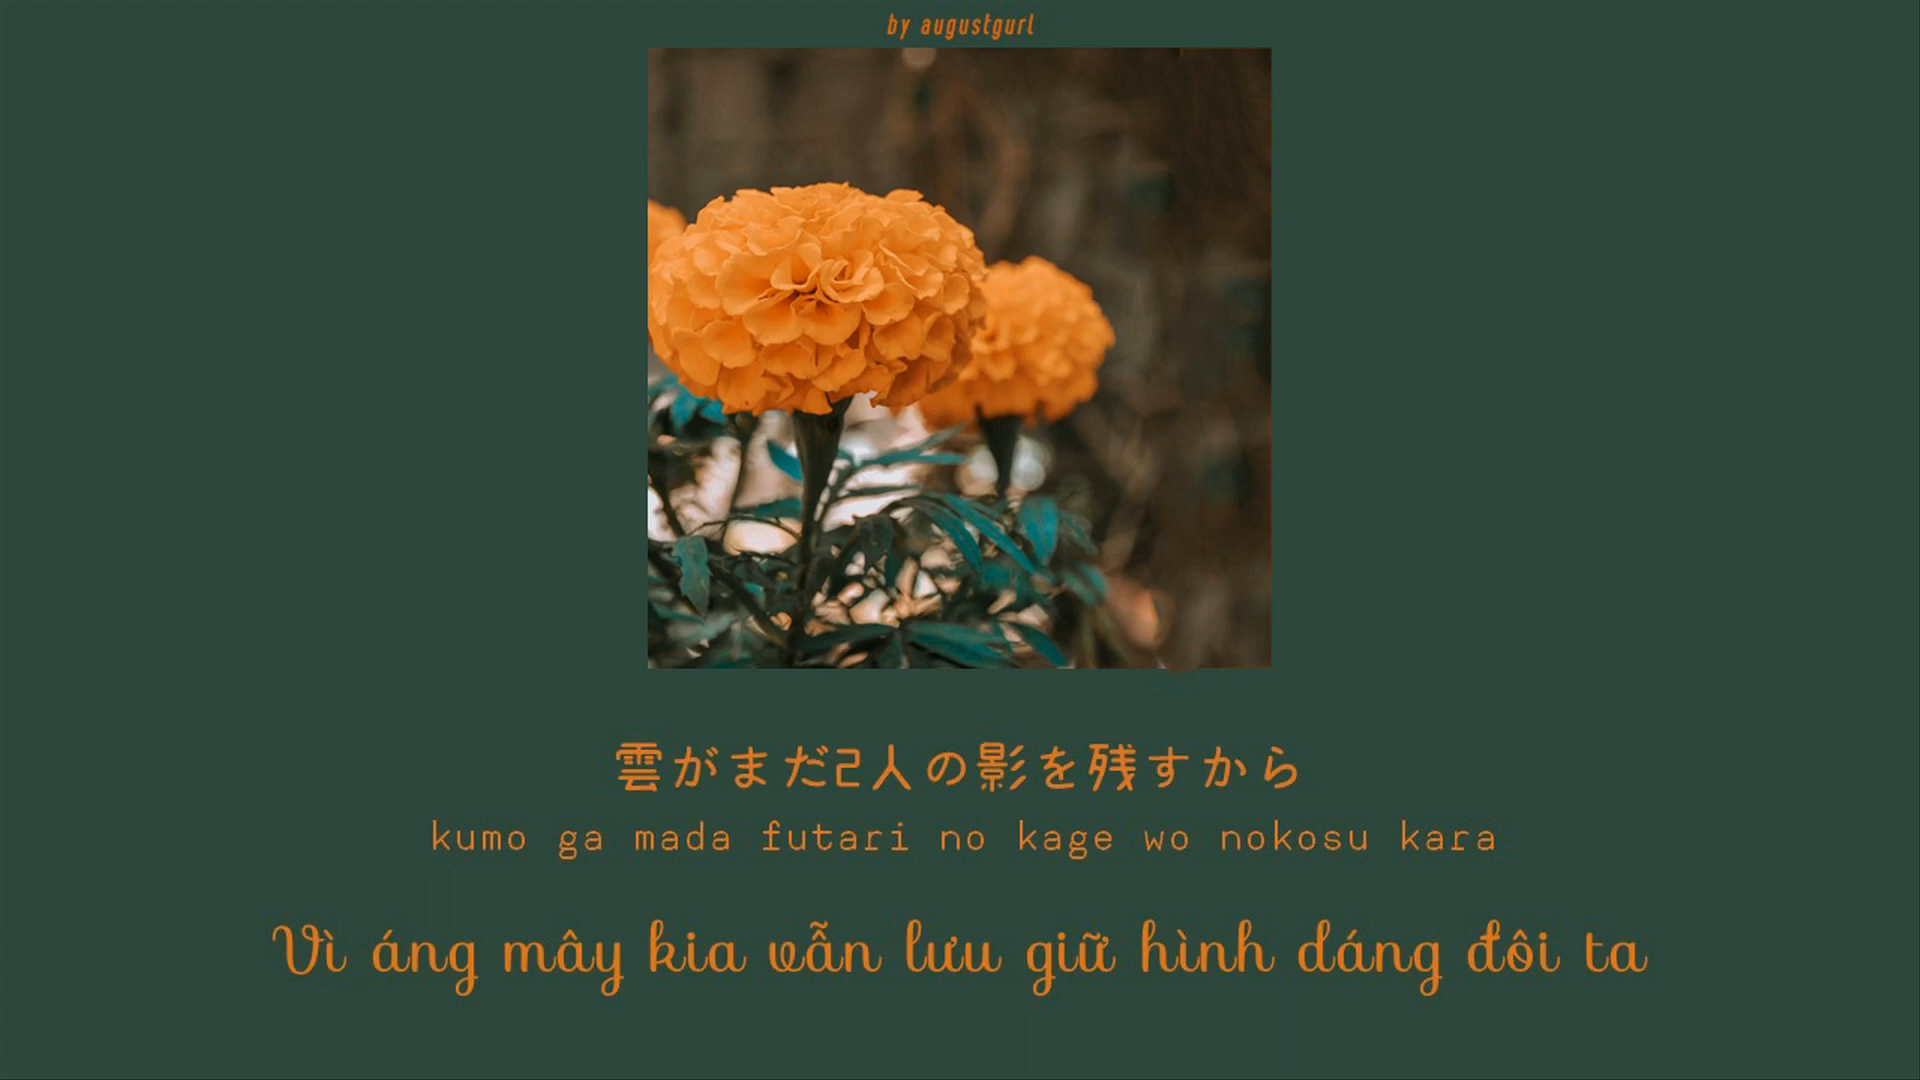 by augustgurl
雲がまだ2人の影を残すから
kumo ga mada futari no kage wo nokosu kara
Vì áng mây kia vẫn lưu giữ hình dáng đôi ta